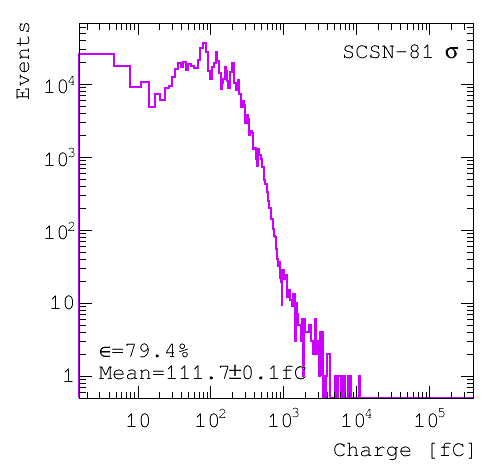 Events
SCSN-81 σ
10⁴
10³
10²
10
1
ϵ=79.4%
Mean=111.7±0.1fC
10 10² 10³ 10⁴ 10⁵
Charge [fC]